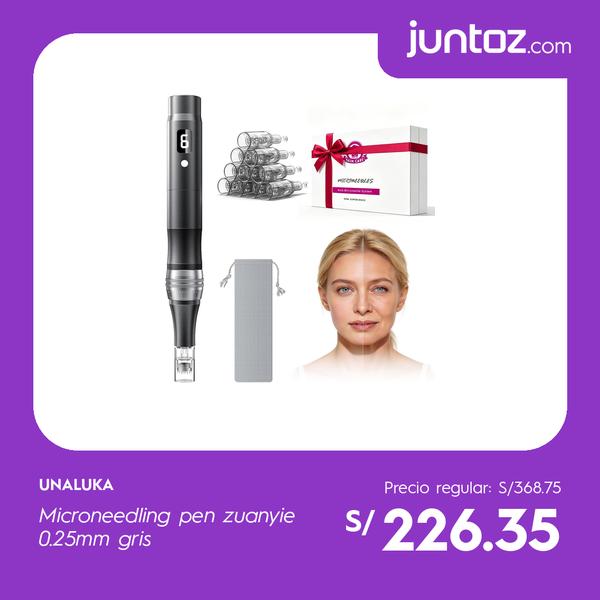 juntoz.com
MICRONEEDLES
UNALUKA
Microneedling pen zuanyie
0.25mm gris
Precio regular: S/368.75
S/ 226.35